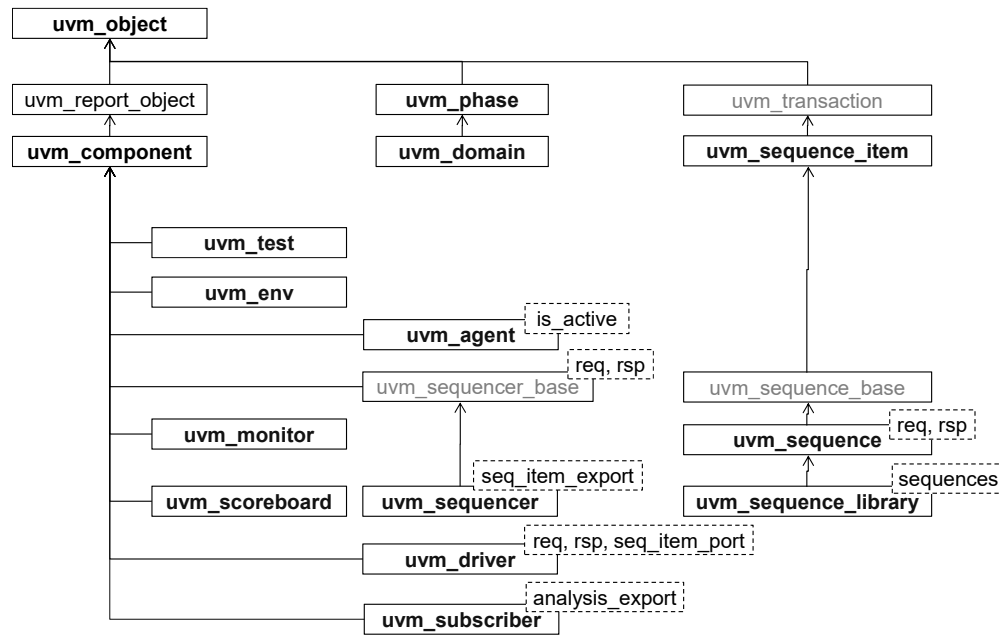 uvm_object
uvm_report_object
uvm_phase
uvm_transaction
uvm_component
uvm_domain
uvm_sequence_item
uvm_test
uvm_env
is_active
uvm_agent
req, rsp
uvm_sequencer_base
uvm_sequence_base
req, rsp
uvm_monitor
uvm_sequence
seq_item_export
sequences
uvm_scoreboard
uvm_sequencer
uvm_sequence_library
req, rsp, seq_item_port
uvm_driver
analysis_export
uvm_subscriber